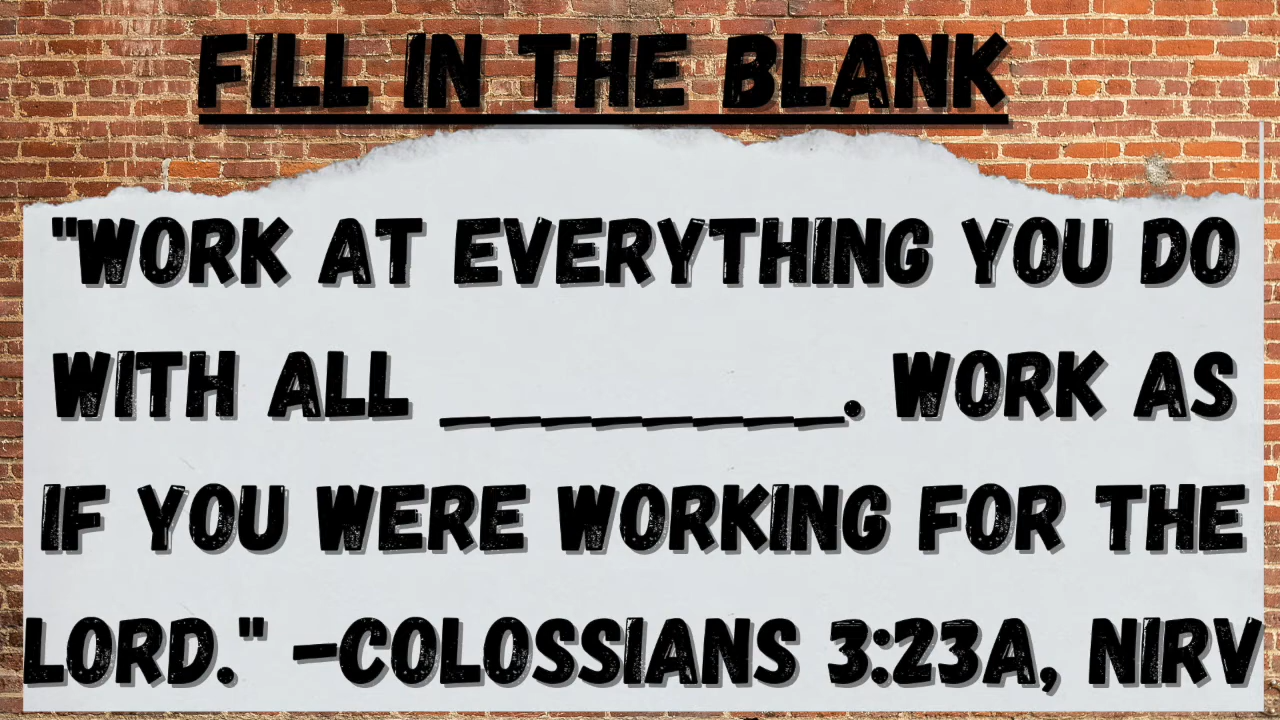 FILL IN THE BLANK
"WORK AT EVERYTHING YOU DO
WITH ALL ________. WORK AS
IF YOU WERE WORKING FOR THE
LORD." -COLOSSIANS 3:23A, NIRV